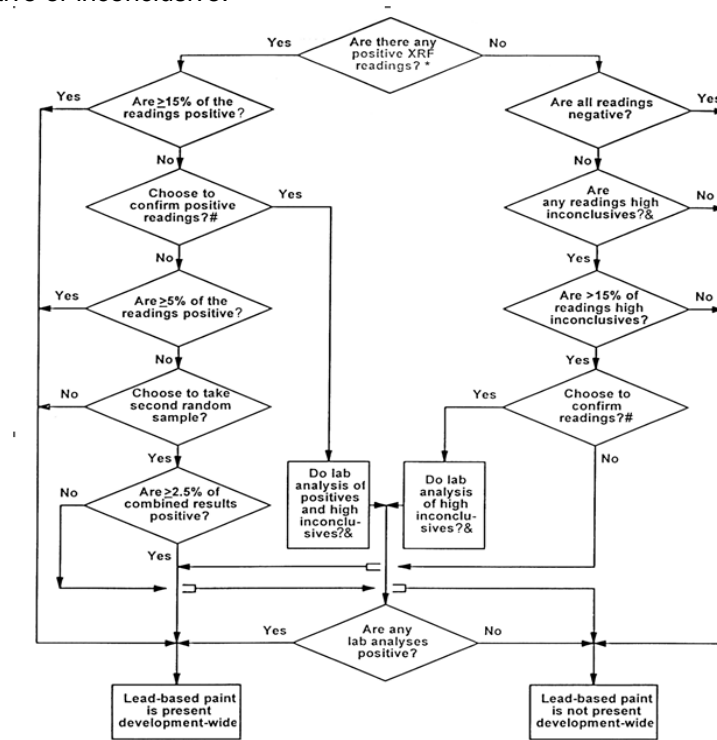 tive or inconclusive.
Are there any
positive XRF
readings? *
Yes
No
Are ≥15% of the
readings positive?
Yes
No
Choose to
confirm positive
readings?#
Yes
No
Are ≥5% of the
readings positive?
Yes
No
Choose to take
second random
sample?
No
Yes
Are ≥2.5% of
combined results
positive?
No
Yes
Are all readings
negative?
Yes
No
Are
any readings high
inconclusives?&
No
Yes
Are >15% of
readings high
inconclusives?
No
Yes
Choose to
confirm
readings?#
Yes
No
Do lab
analysis of
positives
and high
inconclu-
sives?&
Do lab
analysis
of high
inconclu-
sives?&
Are any
lab analyses
positive?
Yes
No
Lead-based paint
is present
development-wide
Lead-based paint
is not present
development-wide